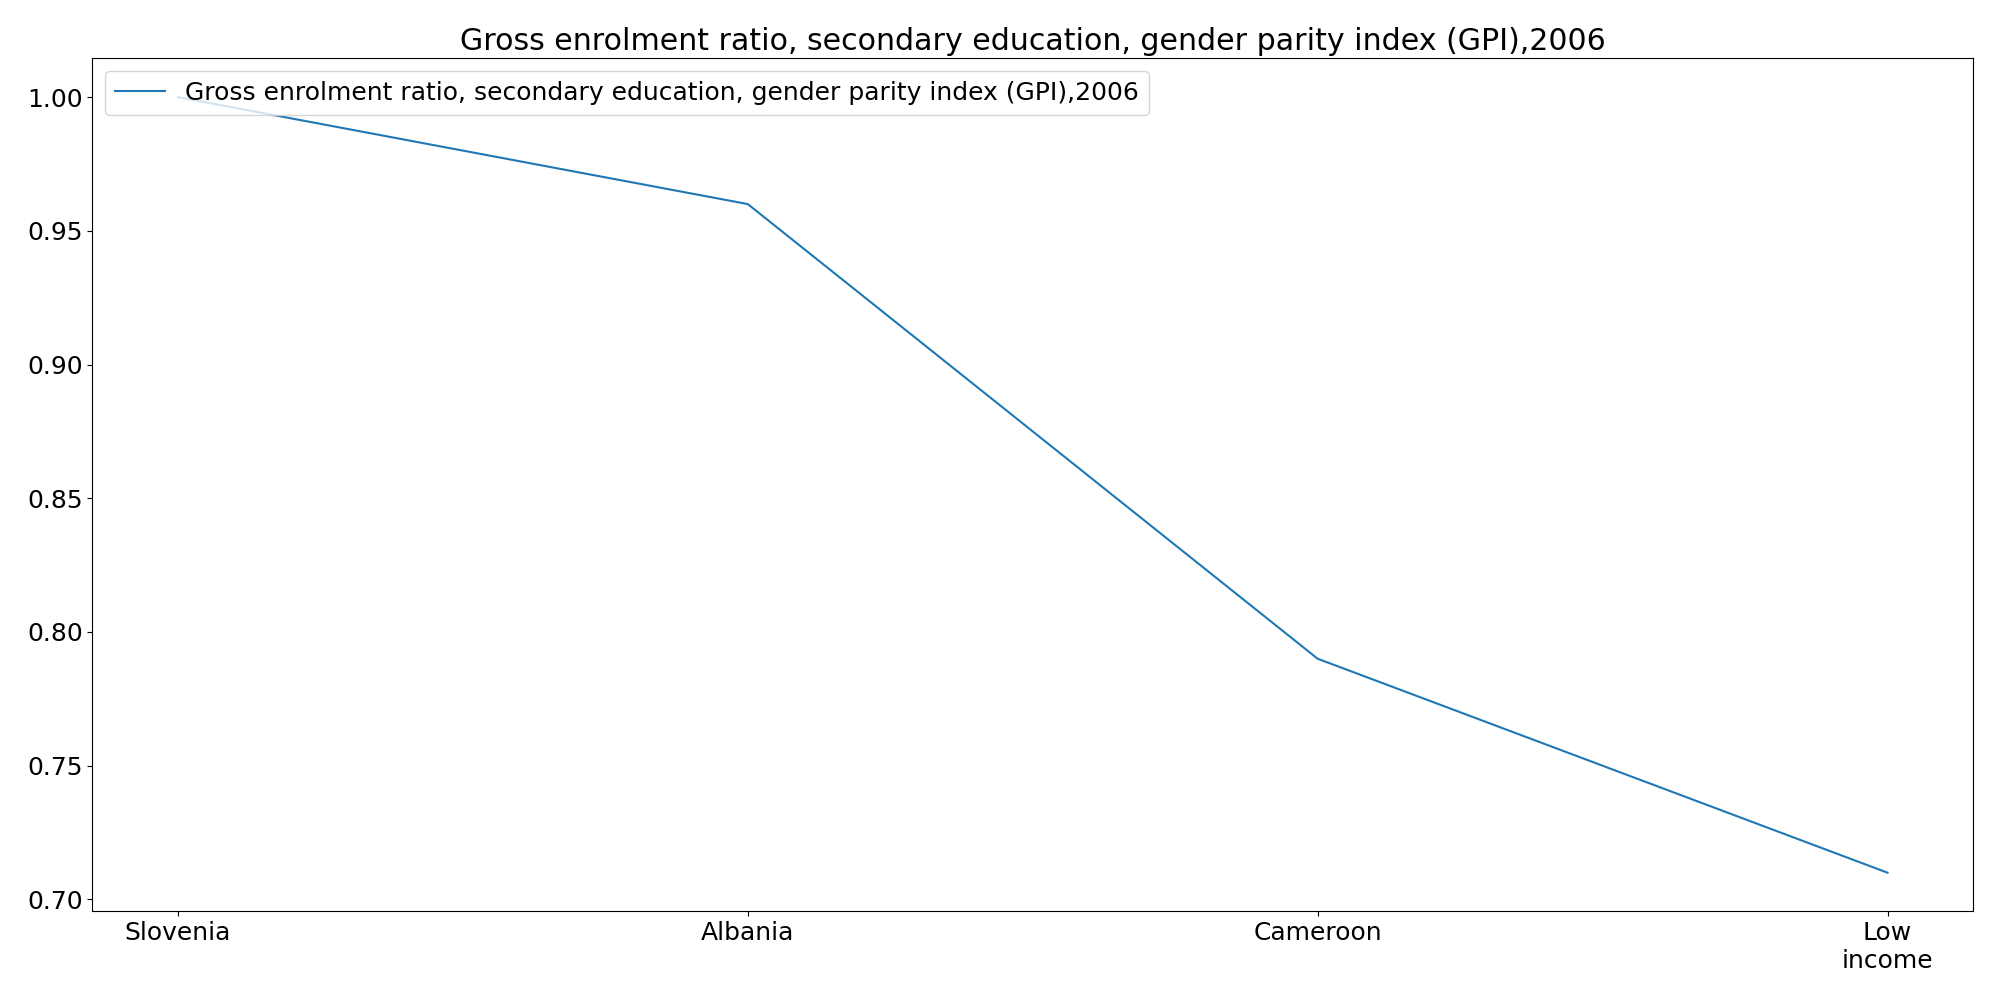 Gross enrolment ratio, secondary education, gender parity index (GPI),2006
Gross enrolment ratio, secondary education, gender parity index (GPI),2006
1.00
0.95
0.90
0.85
0.80
0.75
0.70
Slovenia
Albania
Cameroon
Low
income